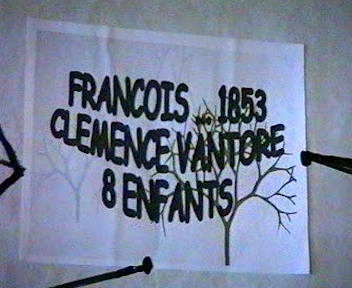 FRANCOIS ... 1853
CLEMENCE VANTORE
8 ENFANTS